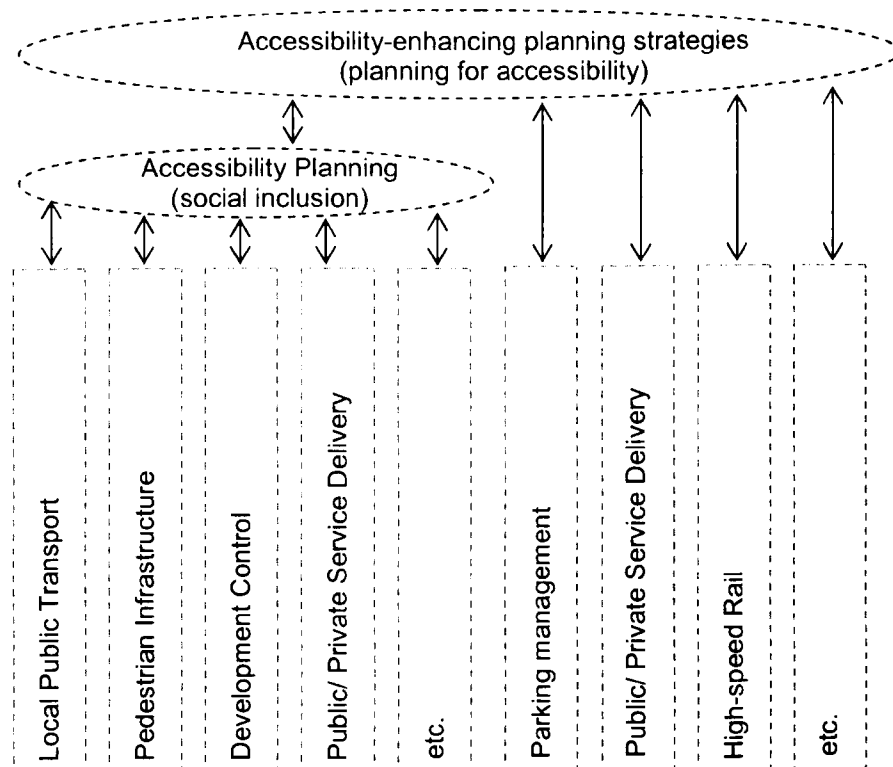 Accessibility-enhancing planning strategies
(planning for accessibility)
Accessibility Planning
(social inclusion)
Local Public Transport
Pedestrian Infrastructure
Development Control
Public/ Private Service Delivery
etc.
Parking management
Public/ Private Service Delivery
High-speed Rail
etc.